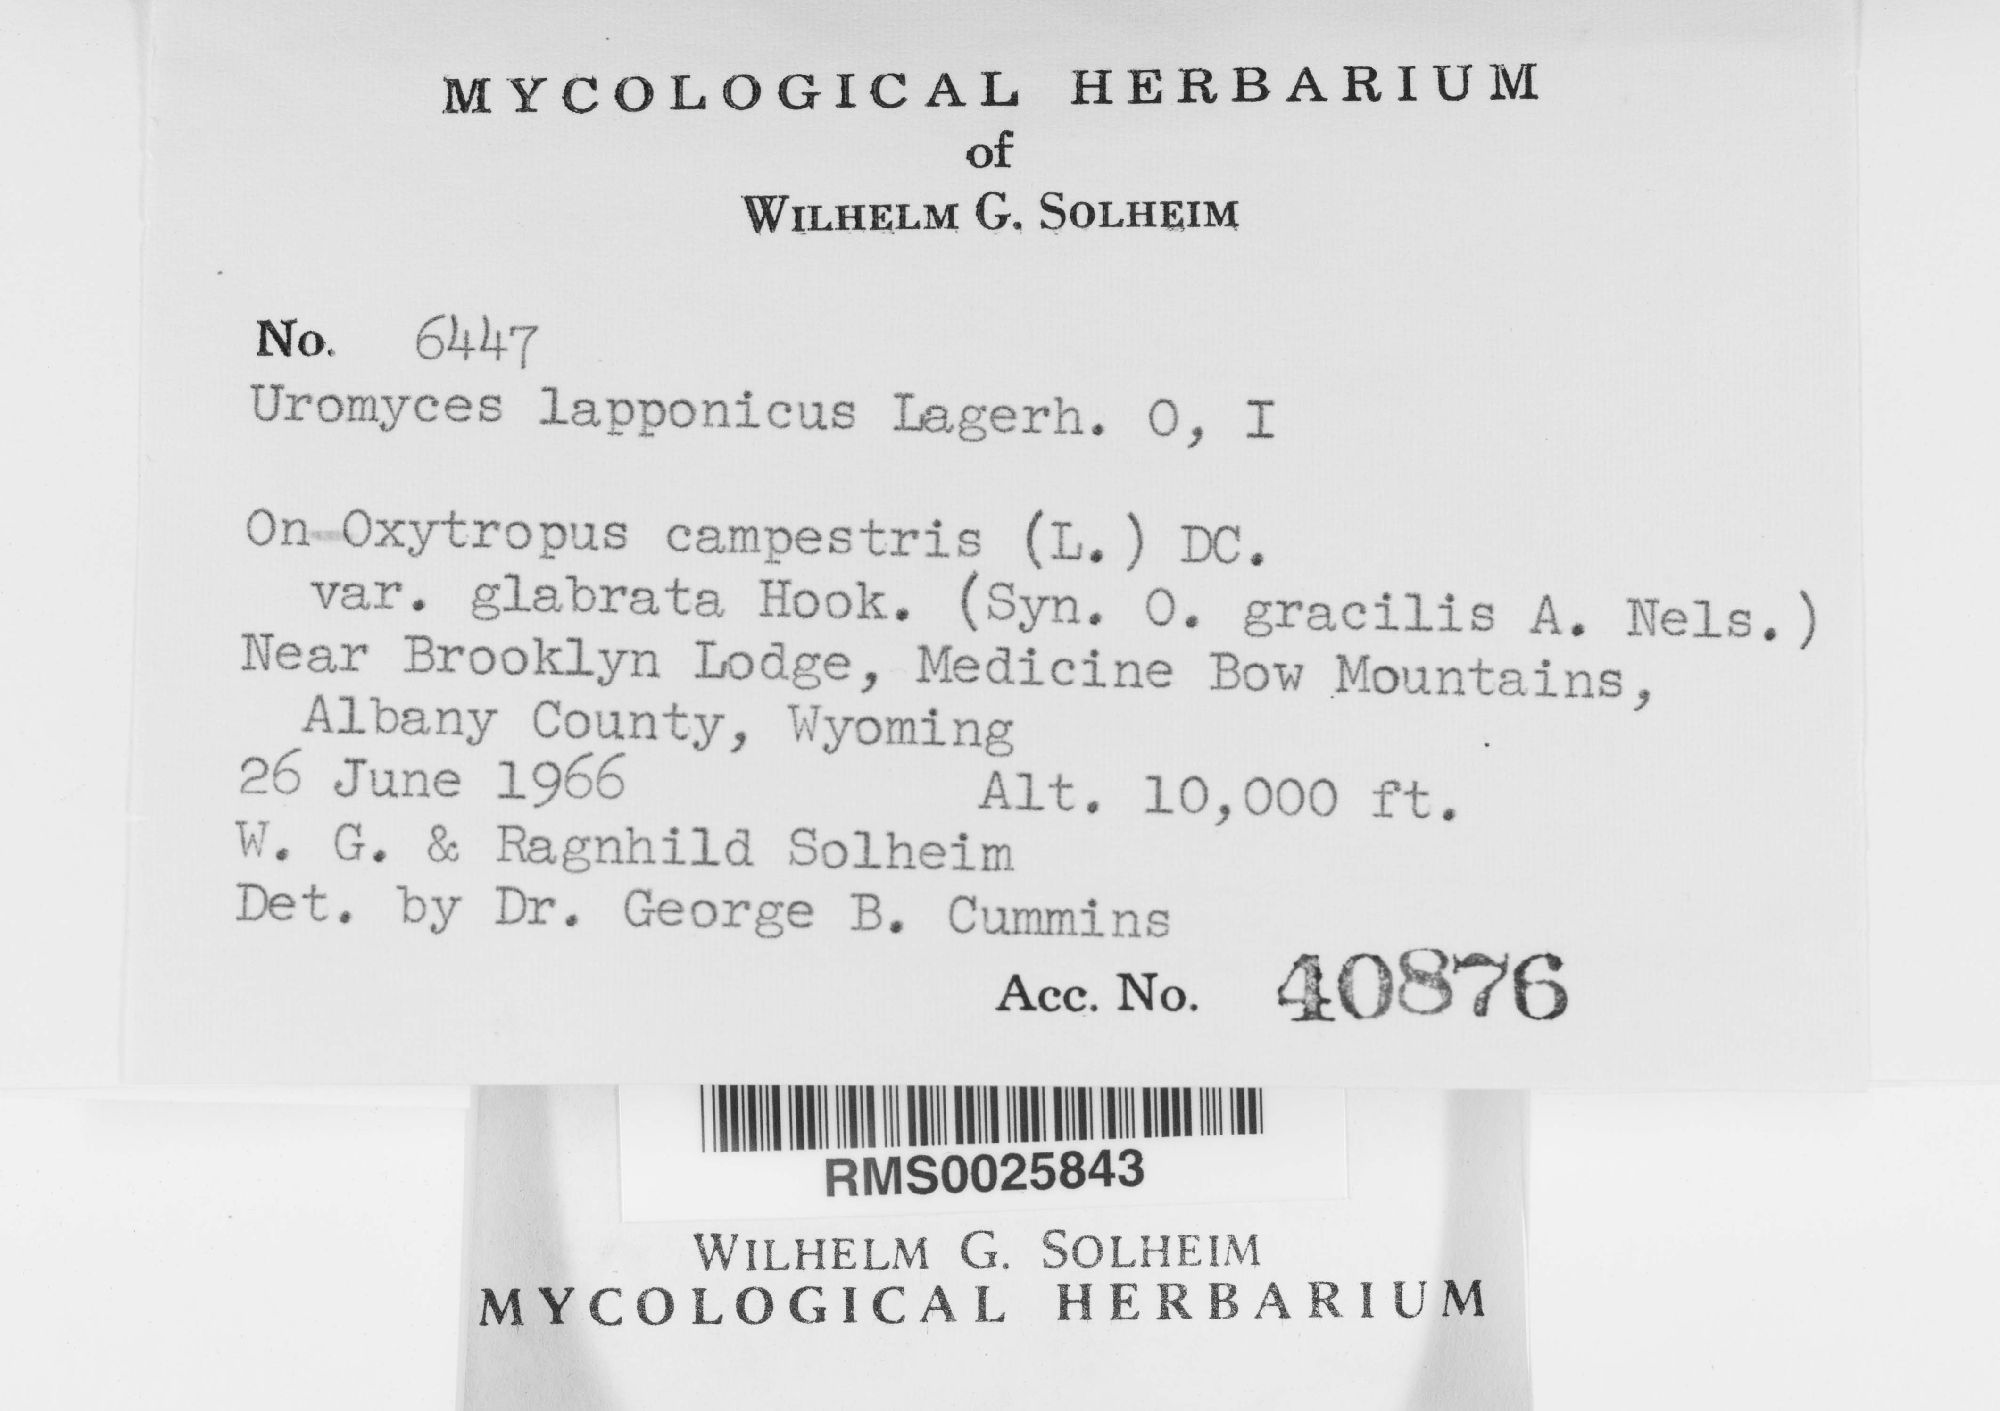 MYCOLOGICAL HERBARIUM
of
WILHELM G. SOLHEIM
No. 6447
Uromyces lapponicus Lagerh. O, I
On Oxytropus campestris (L.) DC.
var. glabrata Hook. (Syn. O. gracilis A. Nels.)
Near Brooklyn Lodge, Medicine Bow Mountains,
Albany County, Wyoming
26 June 1966 Alt. 10,000 ft.
W. G. & Ragnhild Solheim
Det. by Dr. George B. Cummins
Acc. No. 40876
RMS0025843
WILHELM G. SOLHEIM
MYCOLOGICAL HERBARIUM